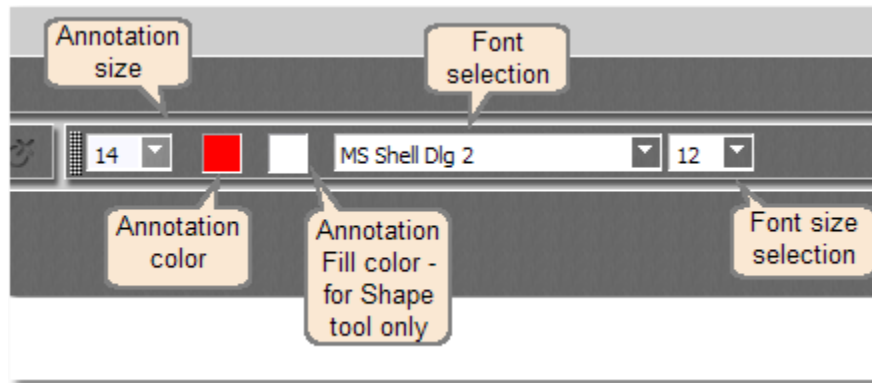 Annotation
size
Font
selection
14
MS Shell Dlg 2
12
Annotation
color
Annotation
Fill color -
for Shape
tool only
Font size
selection